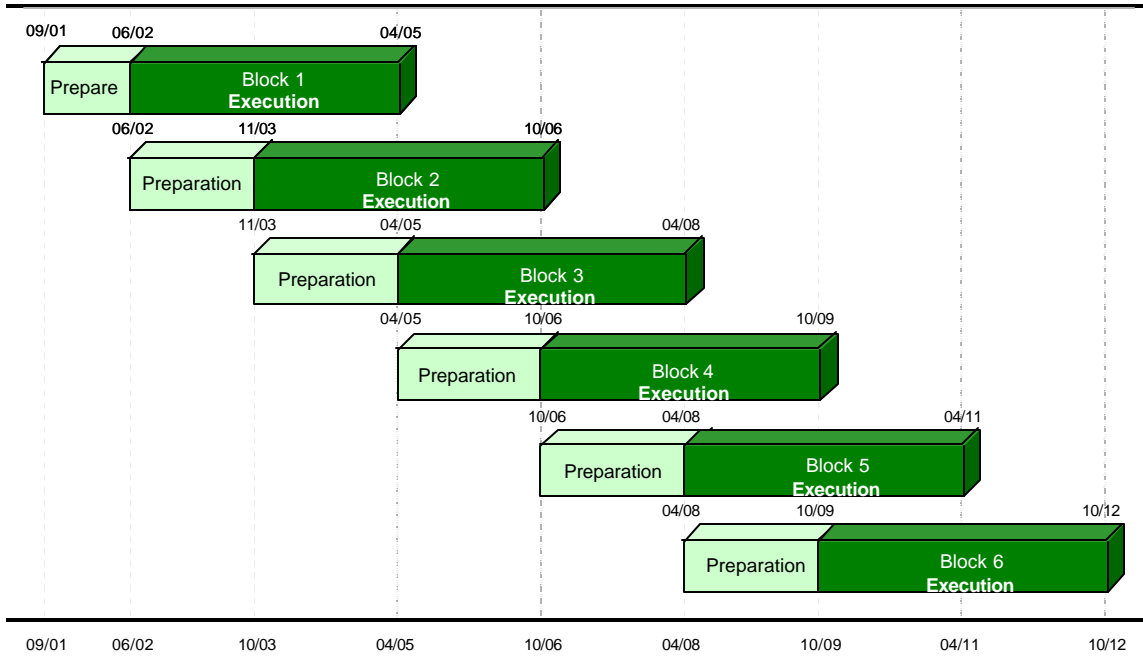 09/01 06/02 04/05
Prepare Block 1
Execution
06/02 11/03 10/06
Preparation Block 2
Execution
11/03 04/05 04/08
Preparation Block 3
Execution
04/05 10/06 10/09
Preparation Block 4
Execution
10/06 04/08 04/11
Preparation Block 5
Execution
04/08 10/09 10/12
Preparation Block 6
Execution
09/01 06/02 10/03 04/05 10/06 04/08 10/09 04/11 10/12